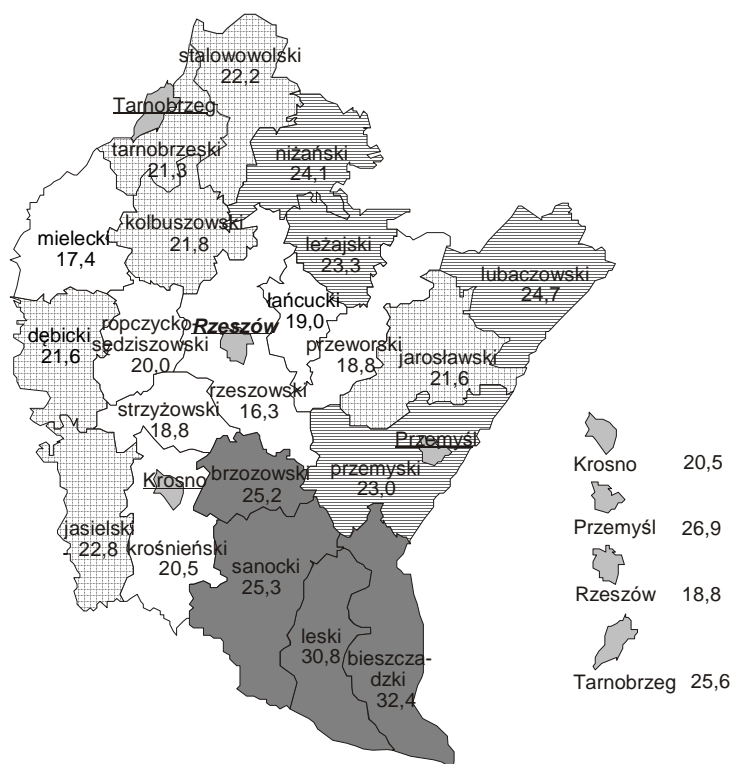 stalowowolski
22,2
Tarnobrzeg
tarnobrzeski
21,3
niżański
24,1
kolbuszowski
21,8
mielecki
17,4
leżajski
23,3
lubaczowski
24,7
łańcucki
19,0
dębicki
21,6
ropczycko-
sędziszowski
20,0
Rzeszów
przeworski
18,8
jarosławski
21,6
rzeszowski
16,3
strzyżowski
18,8
Przemyśl
przemyski
23,0
Krosno
brzozowski
25,2
jasielski
22,8
krośnieński
20,5
sanocki
25,3
leski
30,8
bieszcza-
dzki
32,4
Krosno 20,5
Przemyśl 26,9
Rzeszów 18,8
Tarnobrzeg 25,6